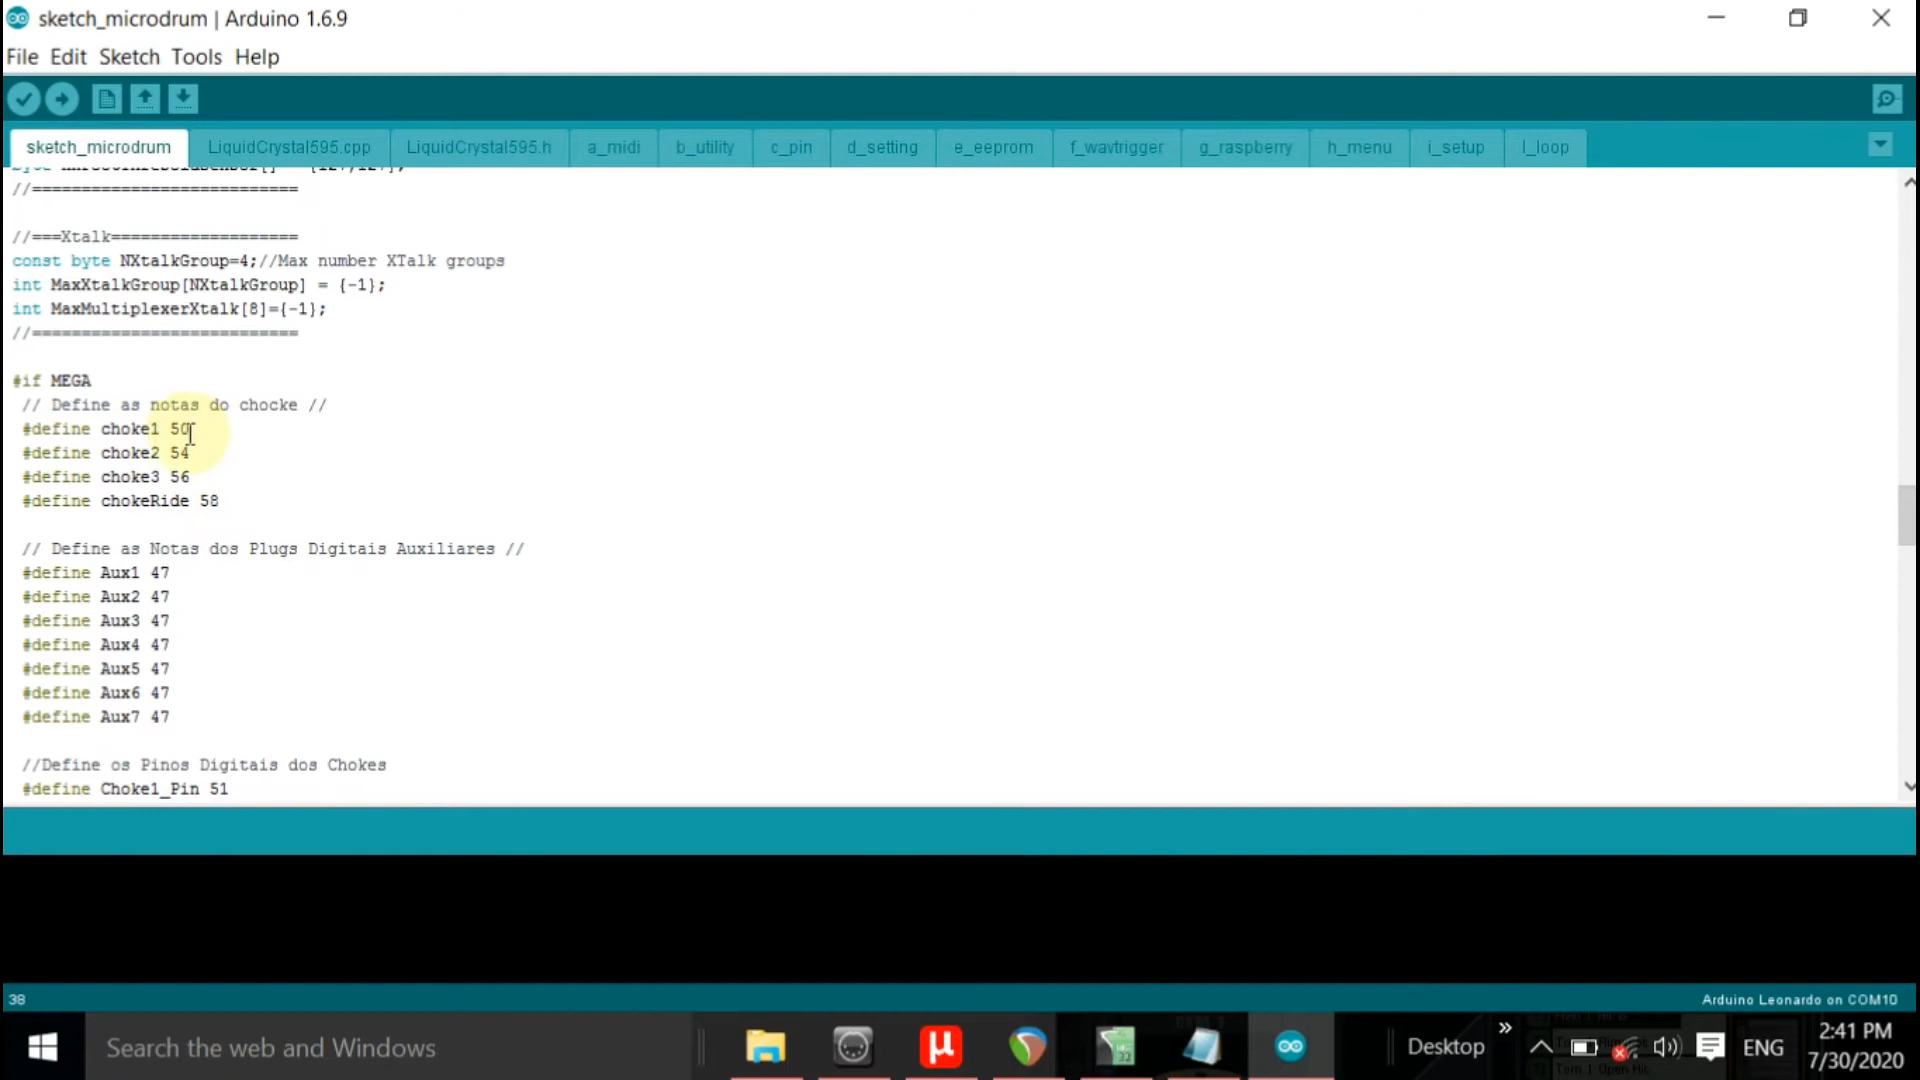 sketch_microdrum | Arduino 1.6.9
File Edit Sketch Tools Help
sketch_microdrum LiquidCrystal595.cpp LiquidCrystal595.h a_midi b_utility c_pin d_setting e_eeprom f_wavtrigger g_raspberry h_menu i_setup l_loop
//===========================
//===Xtalk===================
const byte NXtalkGroup=4;//Max number XTalk groups
int MaxXtalkGroup[NXtalkGroup] = {-1};
int MaxMultiplexerXtalk[8]={-1};
//===========================
#if MEGA
// Define as notas do chocke //
#define choke1 50
#define choke2 54
#define choke3 56
#define chokeRide 58
// Define as Notas dos Plugs Digitais Auxiliares //
#define Aux1 47
#define Aux2 47
#define Aux3 47
#define Aux4 47
#define Aux5 47
#define Aux6 47
#define Aux7 47
//Define os Pinos Digitais dos Chokes
#define Choke1_Pin 51
38
Arduino Leonardo on COM10
Search the web and Windows
Desktop
ENG
2:41 PM
7/30/2020